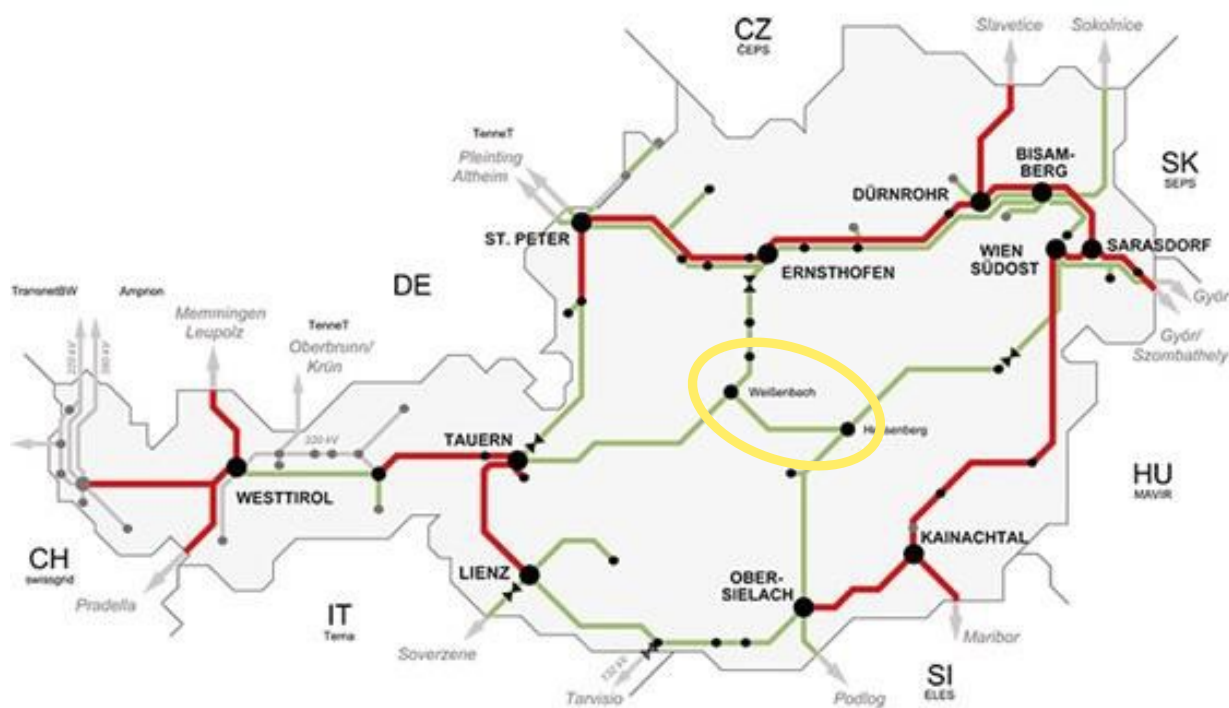 CZ
ČEPS
Slavetice
Sokolnice
TenneT
Pleinting
Altheim
BISAM-
BERG
SK
SEPS
DÜRNROHR
ST. PETER
WIEN
SÜDOST
SARASDORF
ERNSTHOFEN
DE
TransnetBW
Amprion
Memmingen
Leupolz
TenneT
Oberbrunn/
Krün
Györ
Györ/
Szombathely
220 kV
380 kV
Weißenbach
220 kV
TAUERN
WESTTIROL
HU
MAVIR
KAINACHTAL
CH
swissgrid
LIENZ
OBER-
SIELACH
Pradella
IT
Terna
Soverzene
132 kV
Tarvisio
Maribor
SI
ELES
Podlog